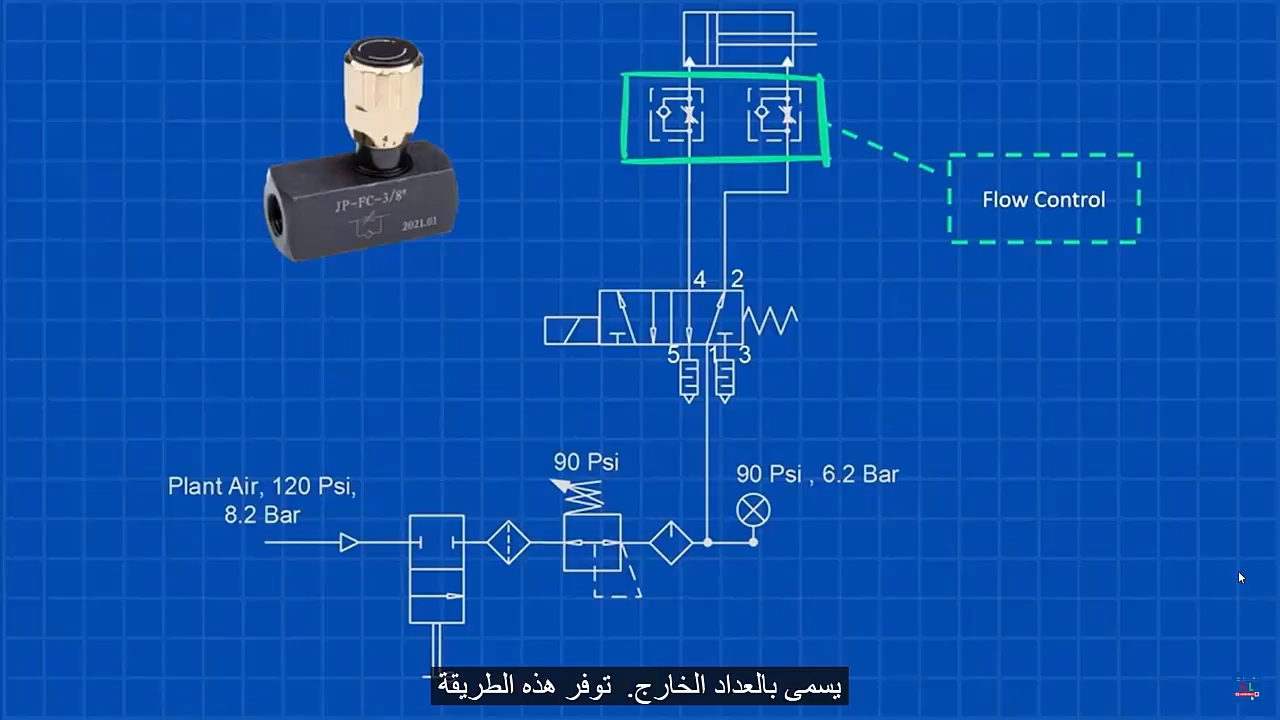 JP-FC-3/8"
2021.01
Flow Control
4 2
5 1 3
90 Psi
90 Psi , 6.2 Bar
Plant Air, 120 Psi,
8.2 Bar
يسمى بالعداد الخارج. توفر هذه الطريقة